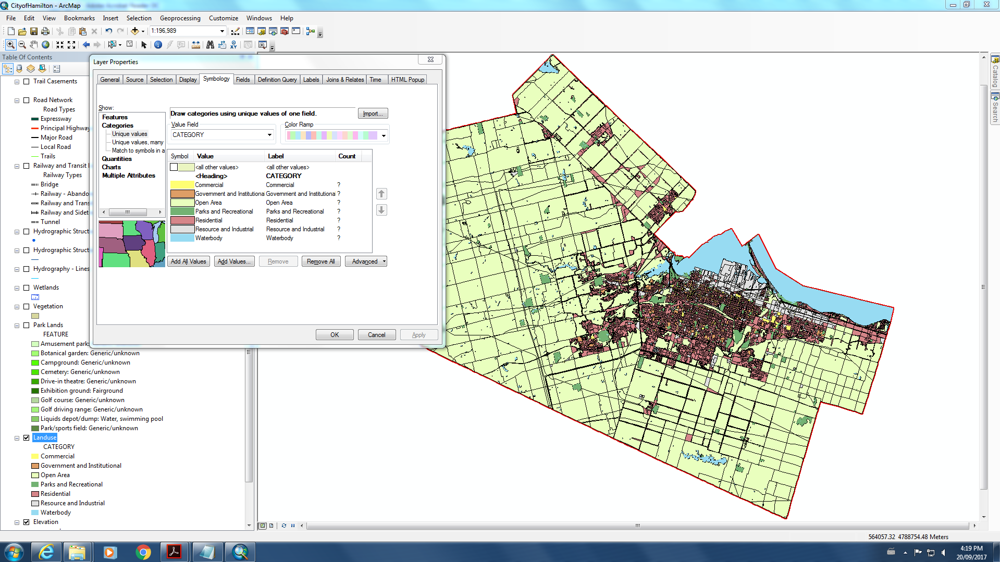 CityofHamilton - ArcMap
File Edit View Bookmarks Insert Selection Geoprocessing Customize Windows Help
1:196,989
Table Of Contents
Trail Casements
Road Network
Road Types
Expressway
Principal Highway
Major Road
Local Road
Trails
Railway and Transit
Railway Types
Bridge
Railway - Abando
Railway and Trans
Railway and Sidet
Tunnel
Hydrographic Struct
Hydrographic Struct
Hydrography - Lines
Wetlands
Vegetation
Park Lands
FEATURE
Amusement park:
Botanical garden: Generic/unknown
Campground: Generic/unknown
Cemetery: Generic/unknown
Drive-in theatre: Generic/unknown
Exhibition ground: Fairground
Golf course: Generic/unknown
Golf driving range: Generic/unknown
Liquids depot/dump: Water, swimming pool
Park/sports field: Generic/unknown
Landuse
CATEGORY
Commercial
Government and Institutional
Open Area
Parks and Recreational
Residential
Resource and Industrial
Waterbody
Elevation
Layer Properties
General Source Selection Display Symbology Fields Definition Query Labels Joins & Relates Time HTML Popup
Show:
Features
Categories
Unique values
Unique values, many
Match to symbols in a
Quantities
Charts
Multiple Attributes
Draw categories using unique values of one field.
Import...
Value Field
CATEGORY
Color Ramp
Symbol Value Label Count
<all other values> <all other values>
<Heading> CATEGORY
Commercial Commercial ?
Government and Institutiona Government and Institutiona ?
Open Area Open Area ?
Parks and Recreational Parks and Recreational ?
Residential Residential ?
Resource and Industrial Resource and Industrial ?
Waterbody Waterbody ?
Add All Values Add Values... Remove Remove All Advanced
OK Cancel Apply
Catalog
Search
564057.32 4788754.48 Meters
4:19 PM
20/09/2017